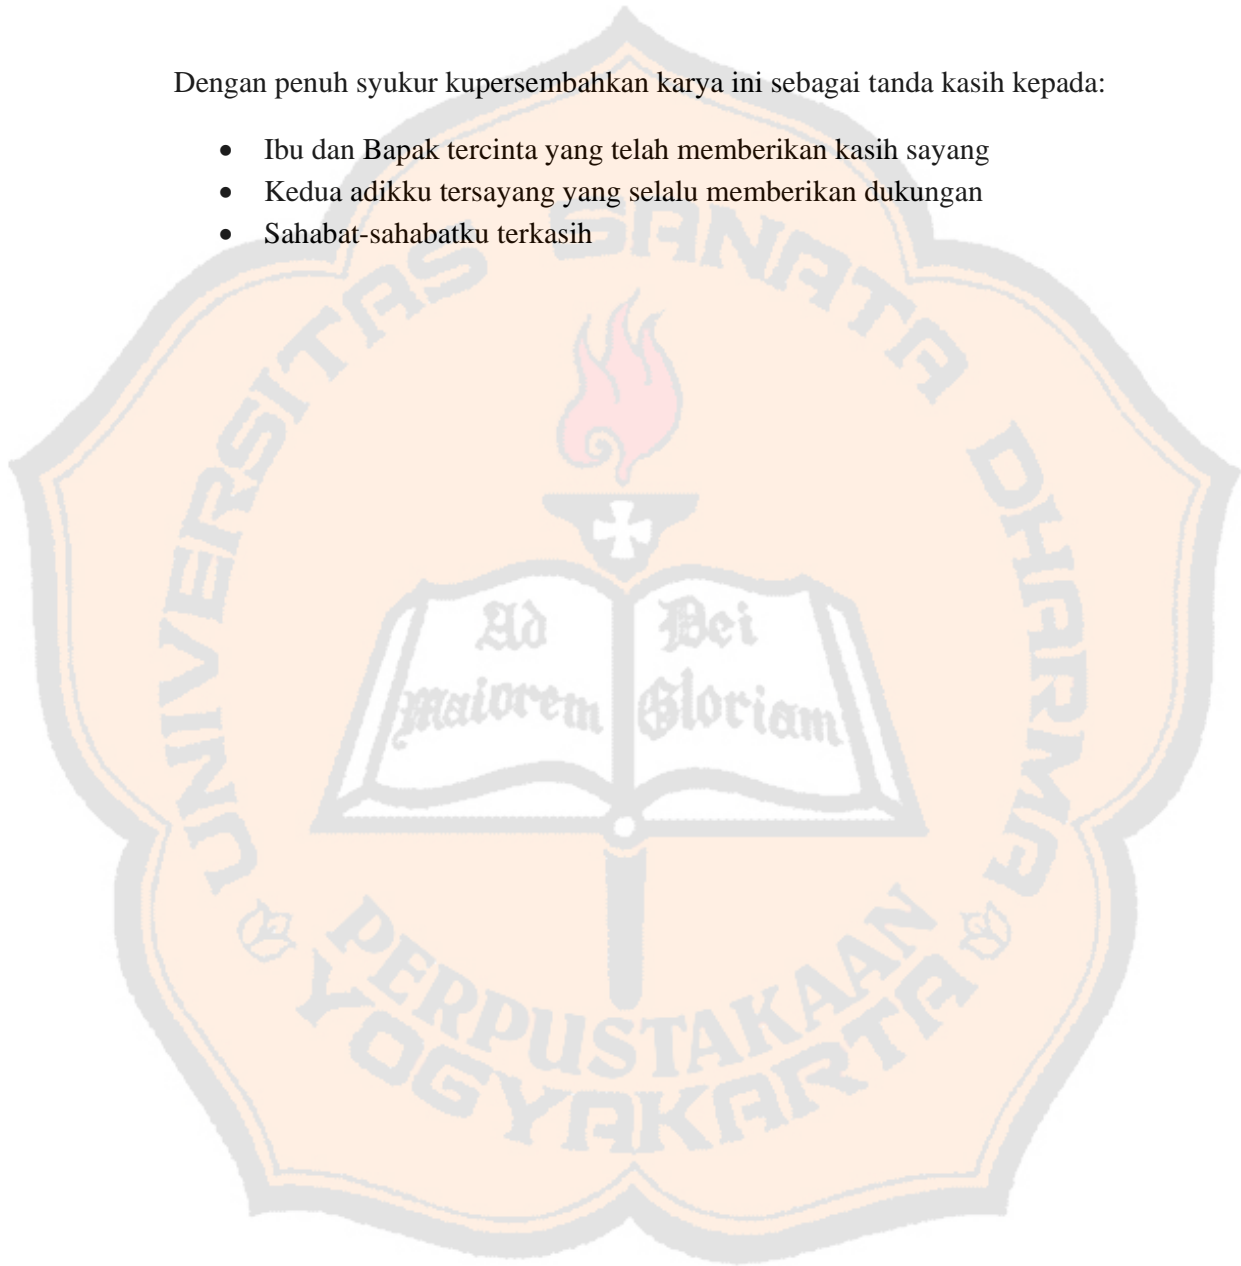 Dengan penuh syukur kupersembahkan karya ini sebagai tanda kasih kepada:
• Ibu dan Bapak tercinta yang telah memberikan kasih sayang
• Kedua adikku tersayang yang selalu memberikan dukungan
• Sahabat-sahabatku terkasih
UNIVERSITAS SANATA DHARMA
Ad Dei
maiorem Gloriam
PERPUSTAKAAN
YOGYAKARTA